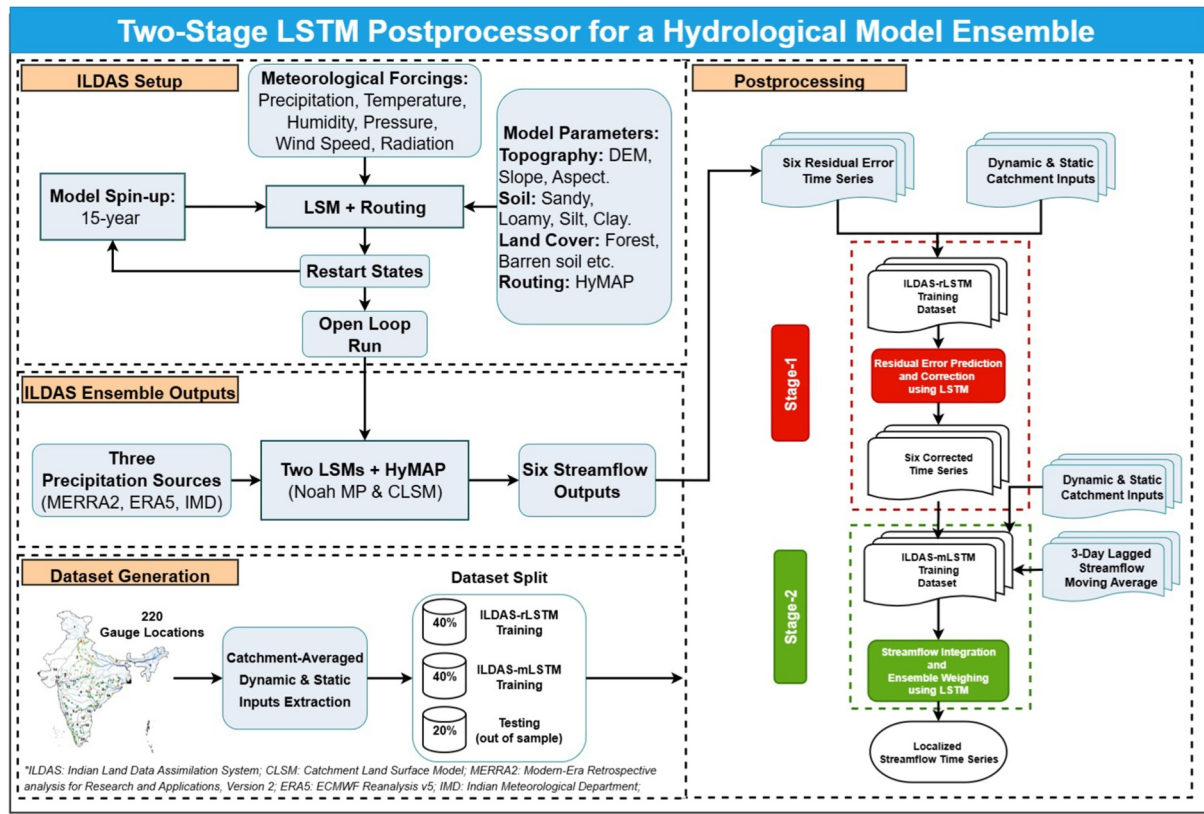 Two-Stage LSTM Postprocessor for a Hydrological Model Ensemble
ILDAS Setup
Meteorological Forcings:
Precipitation, Temperature,
Humidity, Pressure,
Wind Speed, Radiation
Model Parameters:
Topography: DEM,
Slope, Aspect.
Soil: Sandy,
Loamy, Silt, Clay.
Land Cover: Forest,
Barren soil etc.
Routing: HyMAP
Model Spin-up:
15-year
LSM + Routing
Restart States
Open Loop
Run
ILDAS Ensemble Outputs
Three
Precipitation Sources
(MERRA2, ERA5, IMD)
Two LSMs + HyMAP
(Noah MP & CLSM)
Six Streamflow
Outputs
Dataset Generation
220
Gauge Locations
Catchment-Averaged
Dynamic & Static
Inputs Extraction
Dataset Split
40%
ILDAS-rLSTM
Training
40%
ILDAS-mLSTM
Training
20%
Testing
(out of sample)
*ILDAS: Indian Land Data Assimilation System; CLSM: Catchment Land Surface Model; MERRA2: Modern-Era Retrospective
analysis for Research and Applications, Version 2; ERA5: ECMWF Reanalysis v5; IMD: Indian Meteorological Department;
Postprocessing
Six Residual Error
Time Series
Dynamic & Static
Catchment Inputs
Stage-1
ILDAS-rLSTM
Training
Dataset
Residual Error Prediction
and Correction
using LSTM
Six Corrected
Time Series
Dynamic & Static
Catchment Inputs
Stage-2
ILDAS-mLSTM
Training
Dataset
3-Day Lagged
Streamflow
Moving Average
Streamflow Integration
and
Ensemble Weighing
using LSTM
Localized
Streamflow Time Series